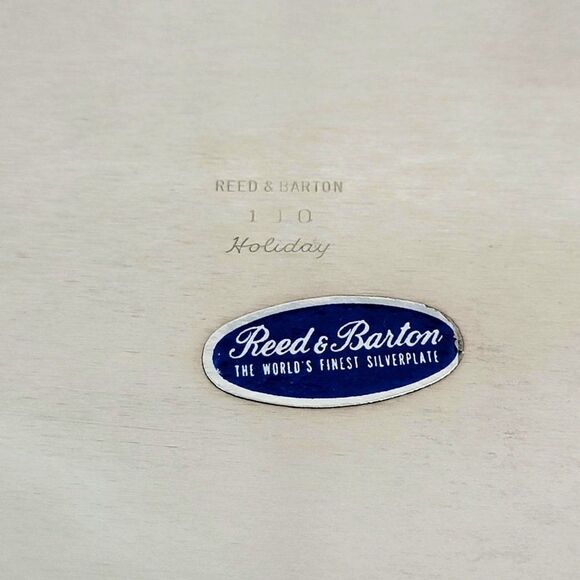 REED & BARTON
110
Holiday
Reed & Barton
THE WORLD'S FINEST SILVERPLATE